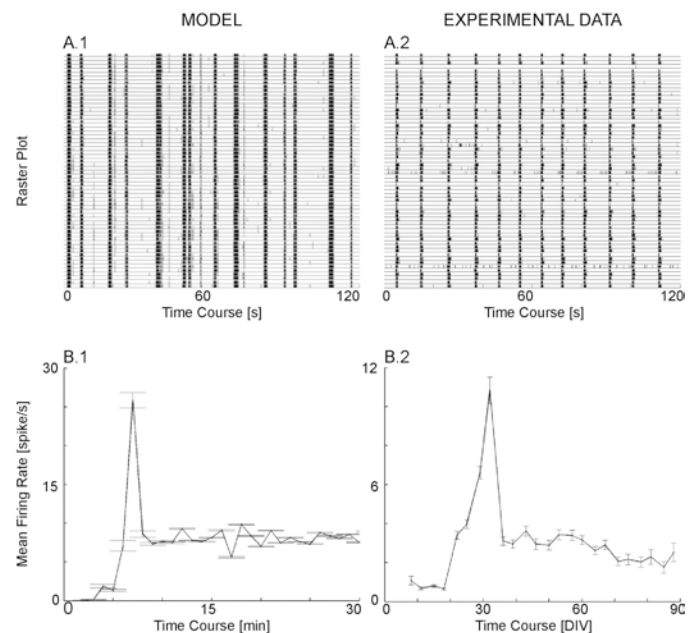 MODEL
EXPERIMENTAL DATA
A.1
A.2
Raster Plot
0 60 120
Time Course [s]
0 60 120
Time Course [s]
B.1
B.2
Mean Firing Rate [spike/s]
30
15
0
0 15 30
Time Course [min]
12
6
0
0 30 60 90
Time Course [DIV]